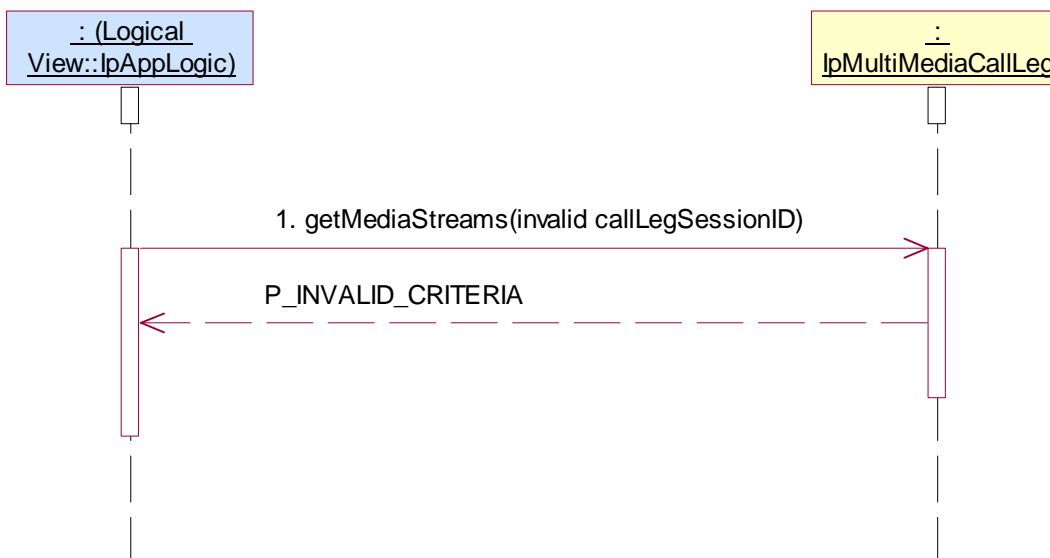 : (Logical
View::IpAppLogic)
:
IpMultiMediaCallLeg
1. getMediaStreams(invalid callLegSessionID)
P_INVALID_CRITERIA